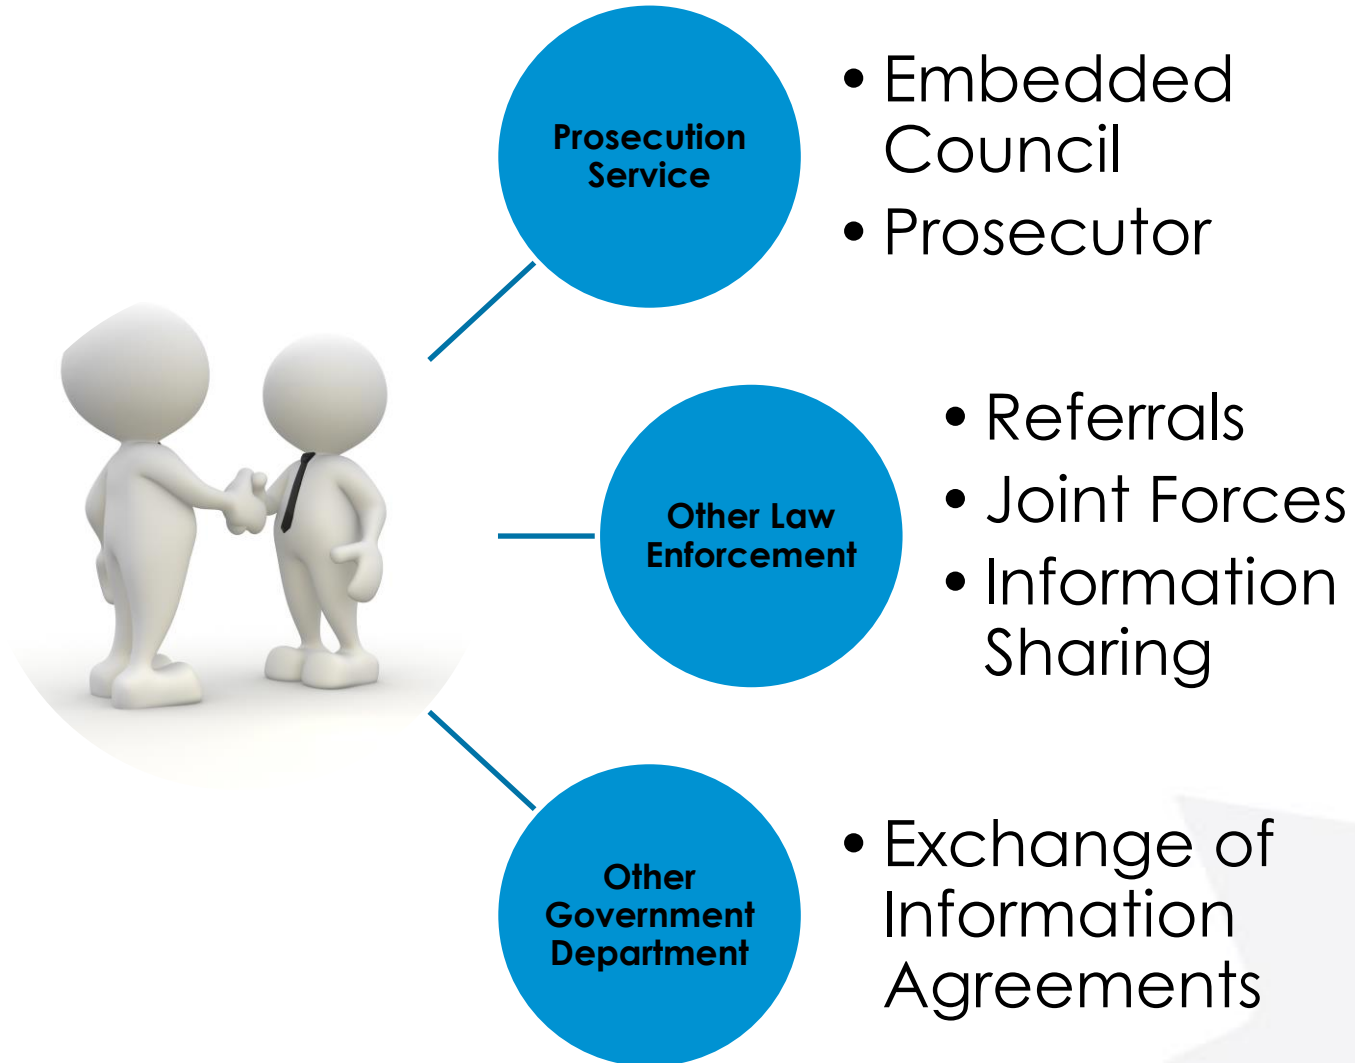 Prosecution
Service
• Embedded
Council
• Prosecutor
Other Law
Enforcement
• Referrals
• Joint Forces
• Information
Sharing
Other
Government
Department
• Exchange of
Information
Agreements